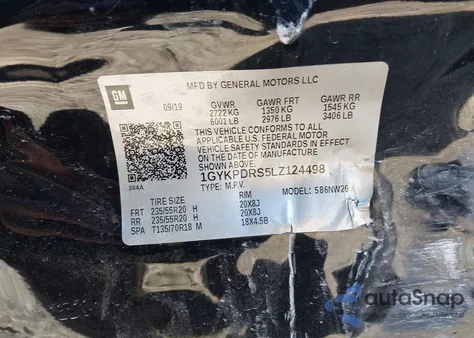 GM
MFD BY GENERAL MOTORS LLC
09/19 GVWR GAWR FRT GAWR RR
2722 KG 1350 KG 1545 KG
6001 LB 2976 LB 3406 LB
THIS VEHICLE CONFORMS TO ALL
APPLICABLE U.S. FEDERAL MOTOR
VEHICLE SAFETY STANDARDS IN
EFFECT ON THE DATE OF MANUFACTURE
SHOWN ABOVE.
1GYKPDRS5LZ124498
384A TYPE: M.P.V. MODEL: 586NW26
TIRE SIZE RIM
FRT 235/55R20 H 20X8J
RR 235/55R20 H 20X8J
SPA T135/70R18 M 18X4.5B
autoSnap